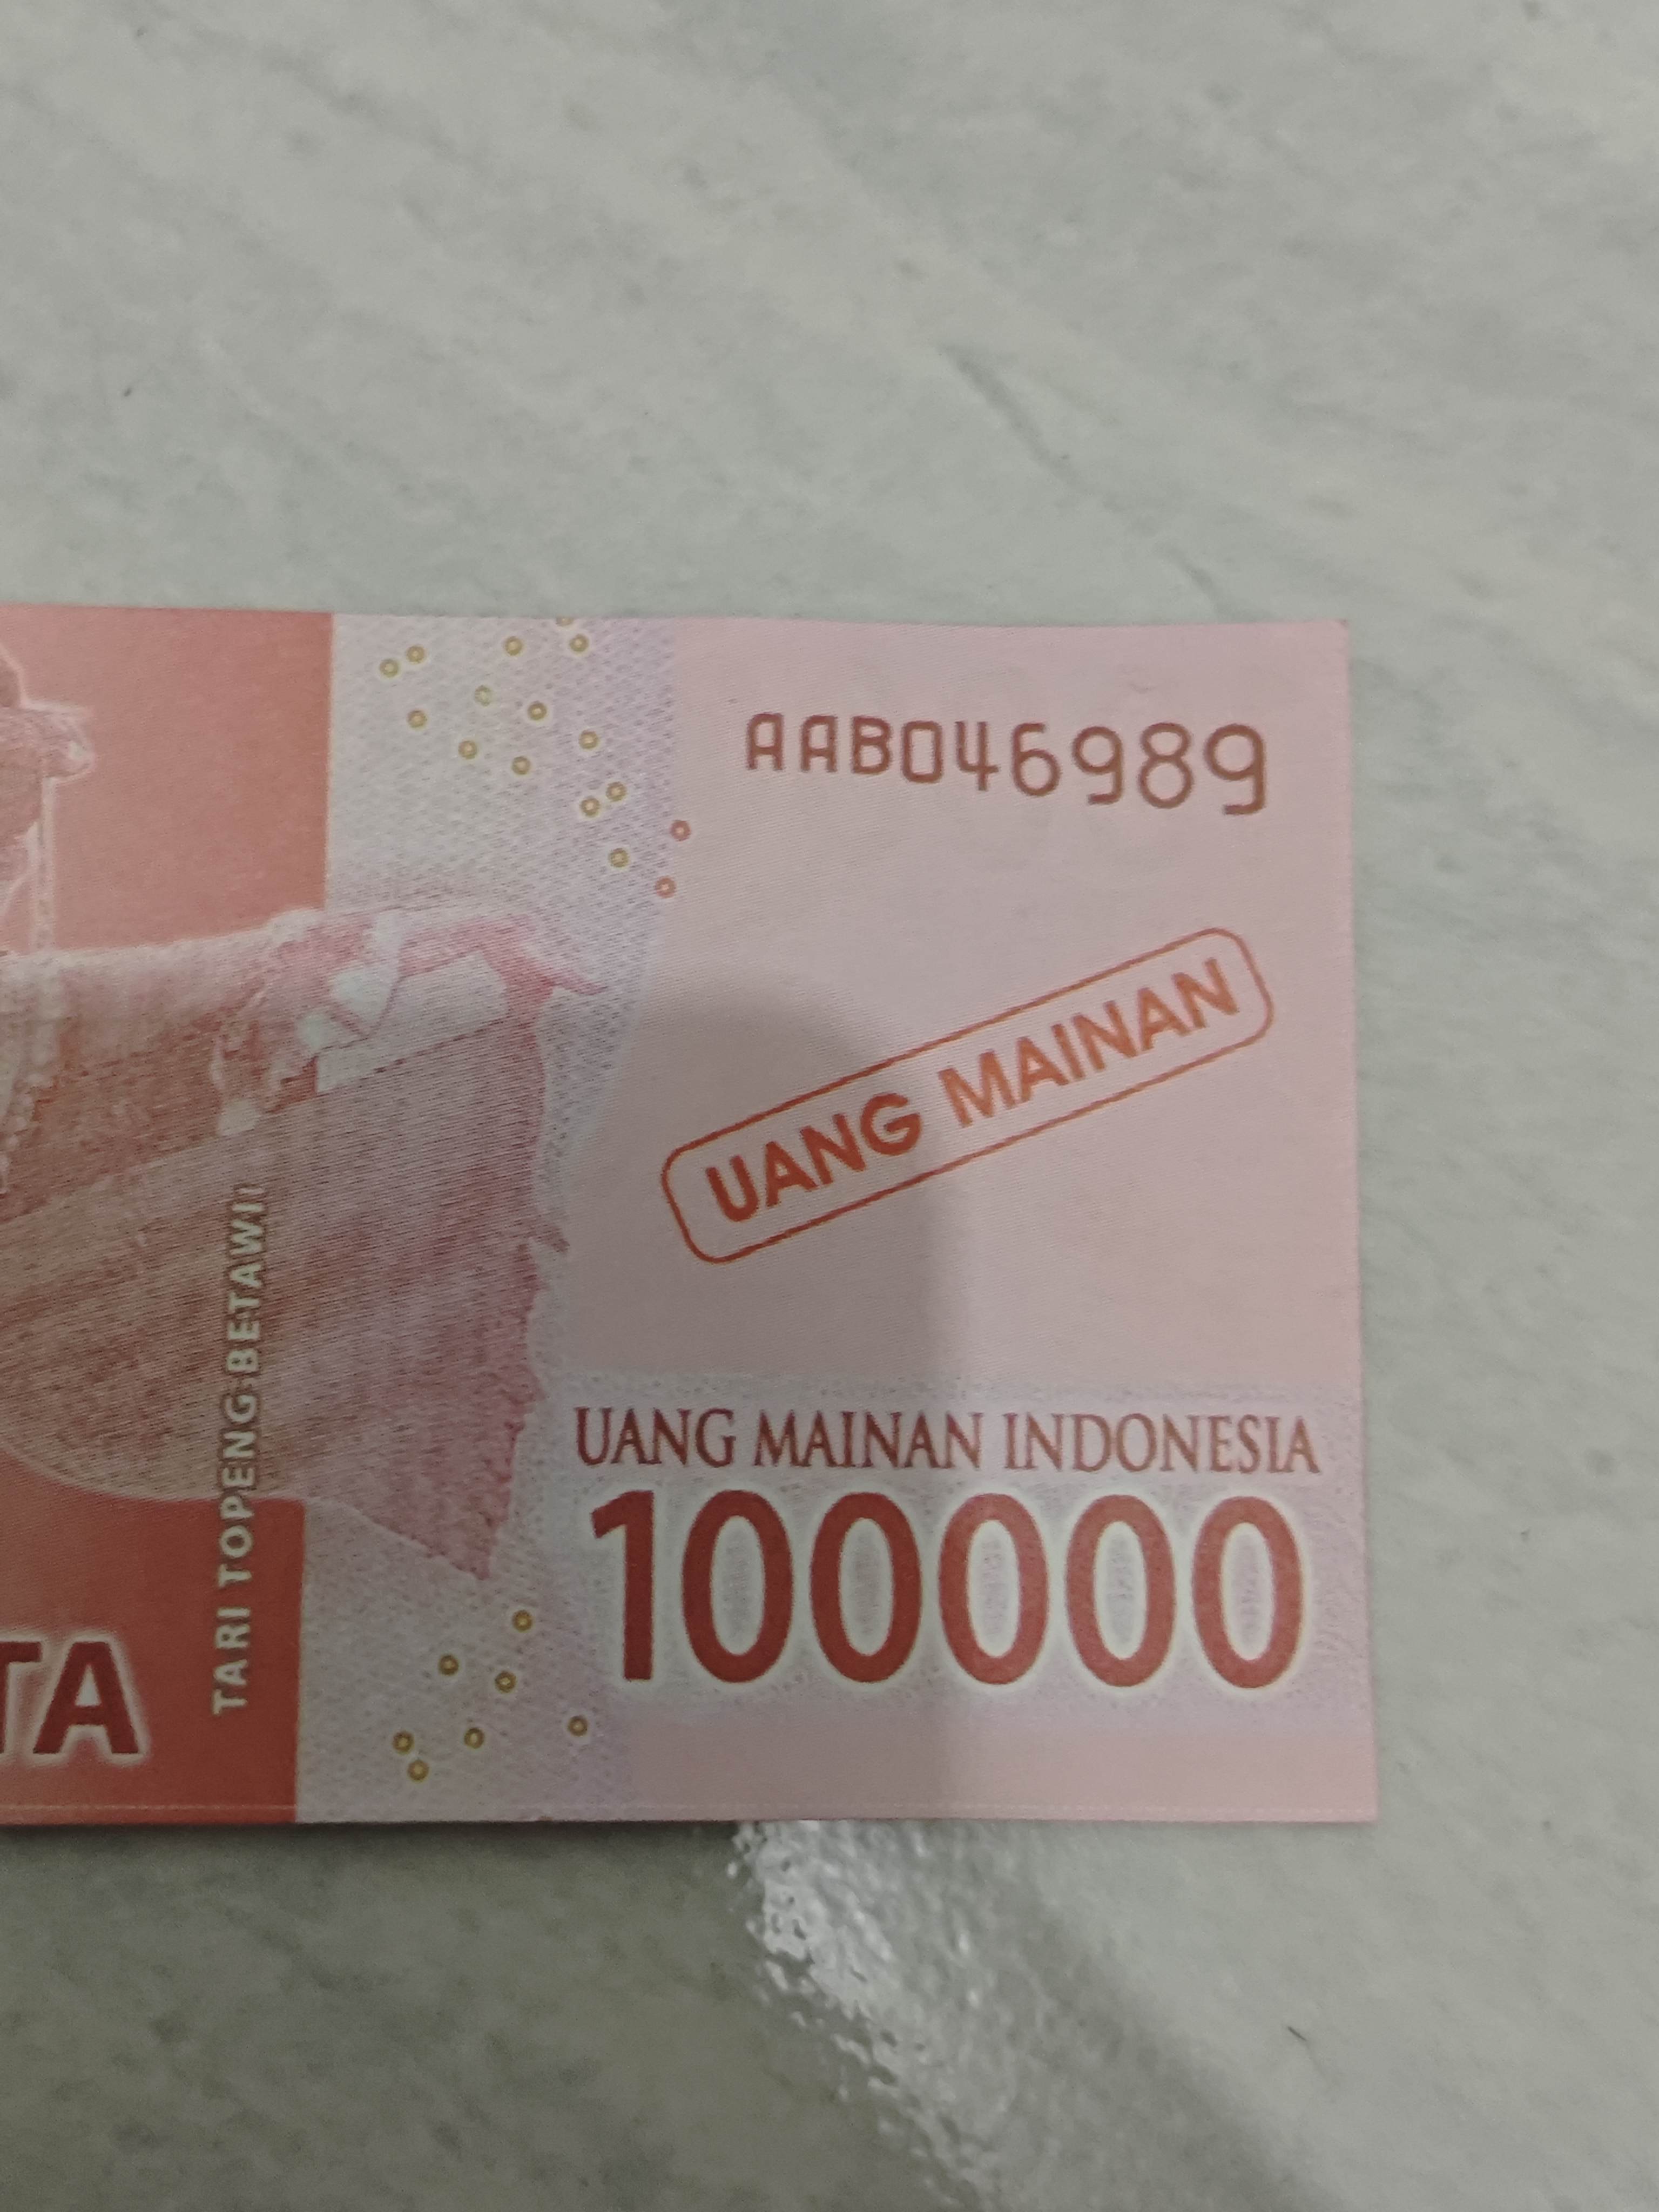 AAB046989
UANG MAINAN
TARI TOPENG BETAWI
UANG MAINAN INDONESIA
100000
TA